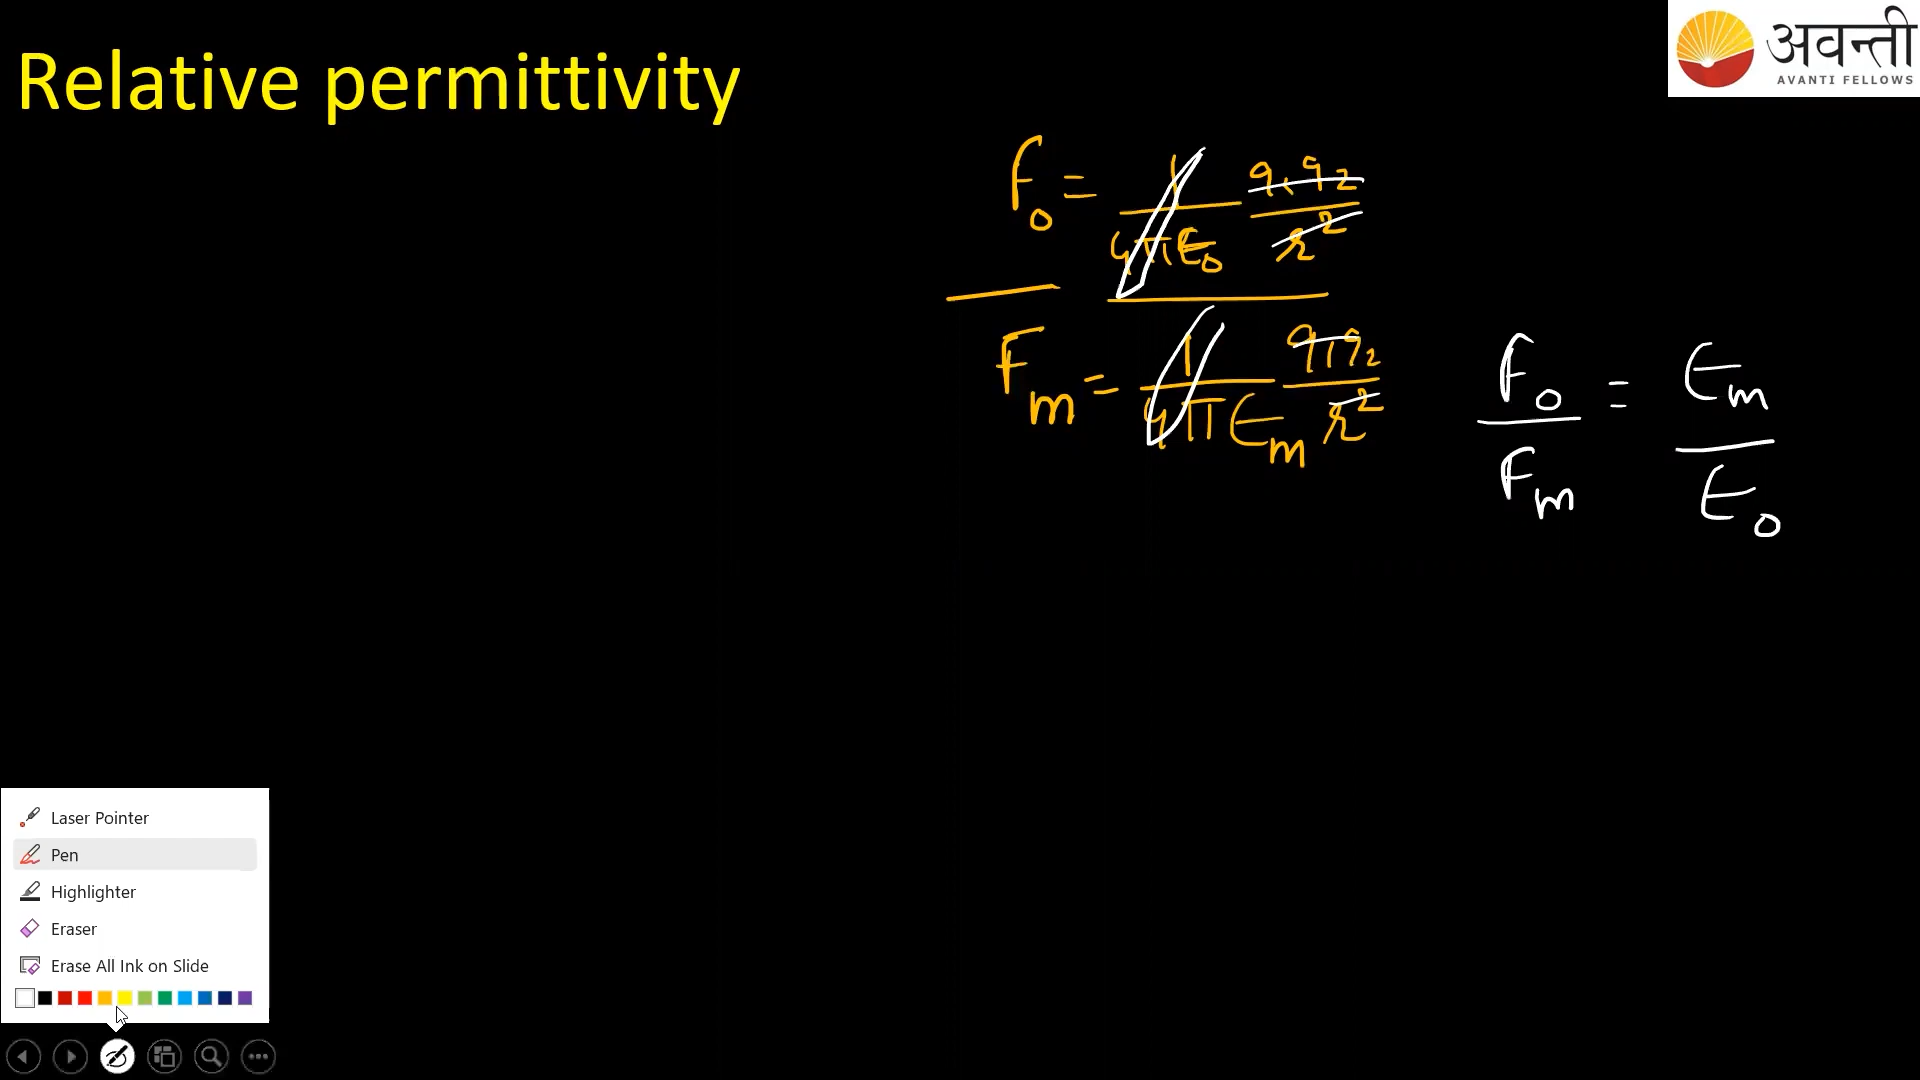 Relative permittivity
अवन्ती
AVANTI FELLOWS
F₀ = 1/4πε₀ q₁q₂/r²
Fm = 1/4πεm q₁q₂/r²
F₀/Fm = εm/ε₀
Laser Pointer
Pen
Highlighter
Eraser
Erase All Ink on Slide